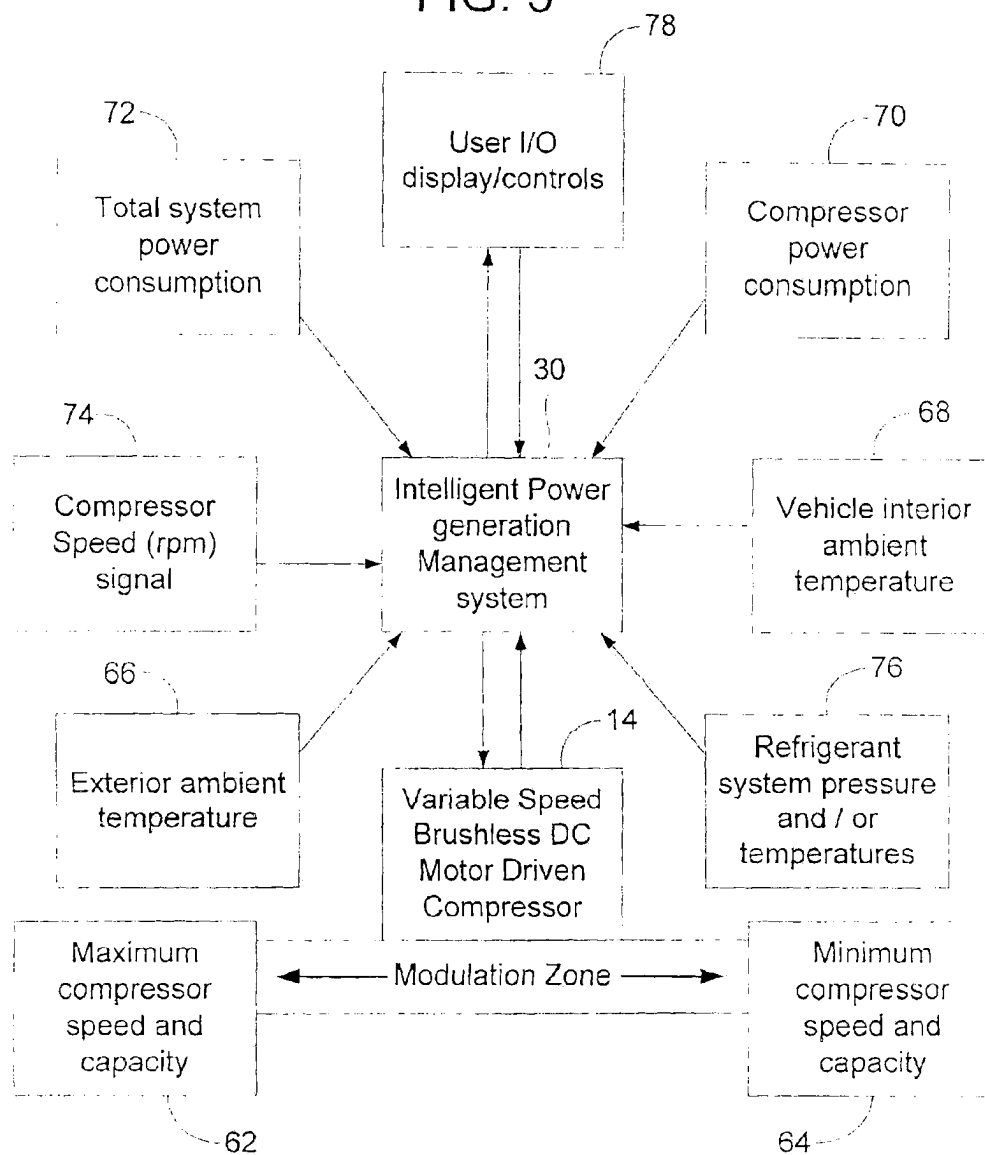 78
72
70
User I/O
display/controls
Total system
power
consumption
Compressor
power
consumption
30
74
68
Compressor
Speed (rpm)
signal
Intelligent Power
generation
Management
system
Vehicle interior
ambient
temperature
66
76
14
Exterior ambient
temperature
Variable Speed
Brushless DC
Motor Driven
Compressor
Refrigerant
system pressure
and / or
temperatures
Maximum
compressor
speed and
capacity
Modulation Zone
Minimum
compressor
speed and
capacity
62
64